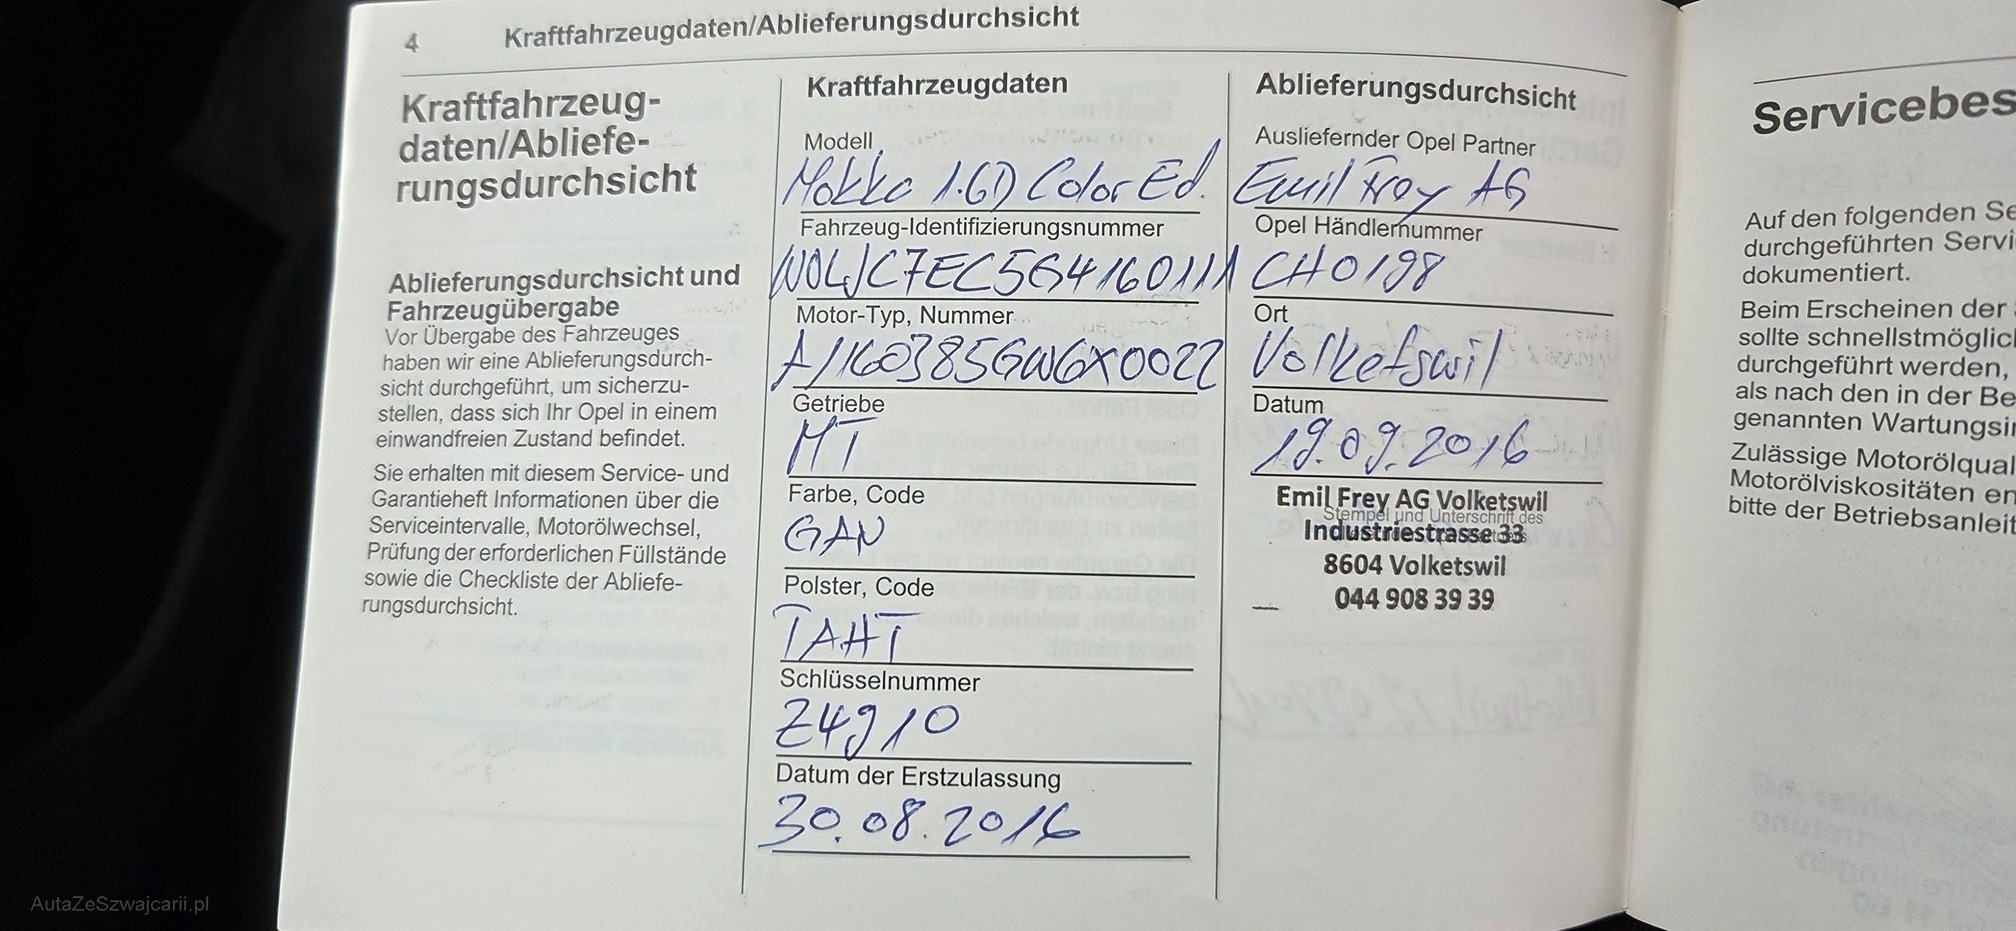 4 Kraftfahrzeugdaten/Ablieferungsdurchsicht
Kraftfahrzeug-
daten/Abliefe-
rungsdurchsicht
Ablieferungsdurchsicht und
Fahrzeugübergabe
Vor Übergabe des Fahrzeuges
haben wir eine Ablieferungsdurch-
sicht durchgeführt, um sicherzu-
stellen, dass sich Ihr Opel in einem
einwandfreien Zustand befindet.
Sie erhalten mit diesem Service- und
Garantieheft Informationen über die
Serviceintervalle, Motorölwechsel,
Prüfung der erforderlichen Füllstände
sowie die Checkliste der Abliefe-
rungsdurchsicht.
Kraftfahrzeugdaten
Modell
Mokka 1.6D Color Ed.
Fahrzeug-Identifizierungsnummer
W0LJC7EC5G4160111
Motor-Typ, Nummer
A/160385GWGX0022
Getriebe
MT
Farbe, Code
GAN
Polster, Code
TAHT
Schlüsselnummer
Z4910
Datum der Erstzulassung
30.08.2016
Ablieferungsdurchsicht
Ausliefernder Opel Partner
Emil Frey AG
Opel Händlernummer
CH0198
Ort
Volketswil
Datum
19.09.2016
Emil Frey AG Volketswil
Stempel und Unterschrift des
Industriestrasse 33
8604 Volketswil
044 908 39 39
Servicebes
Auf den folgenden Se
durchgeführten Servi
dokumentiert.
Beim Erscheinen der
sollte schnellstmöglic
durchgeführt werden,
als nach den in der Be
genannten Wartungsi
Zulässige Motorölqual
Motorölviskositäten en
bitte der Betriebsanleit
AutaZeSzwajcarii.pl